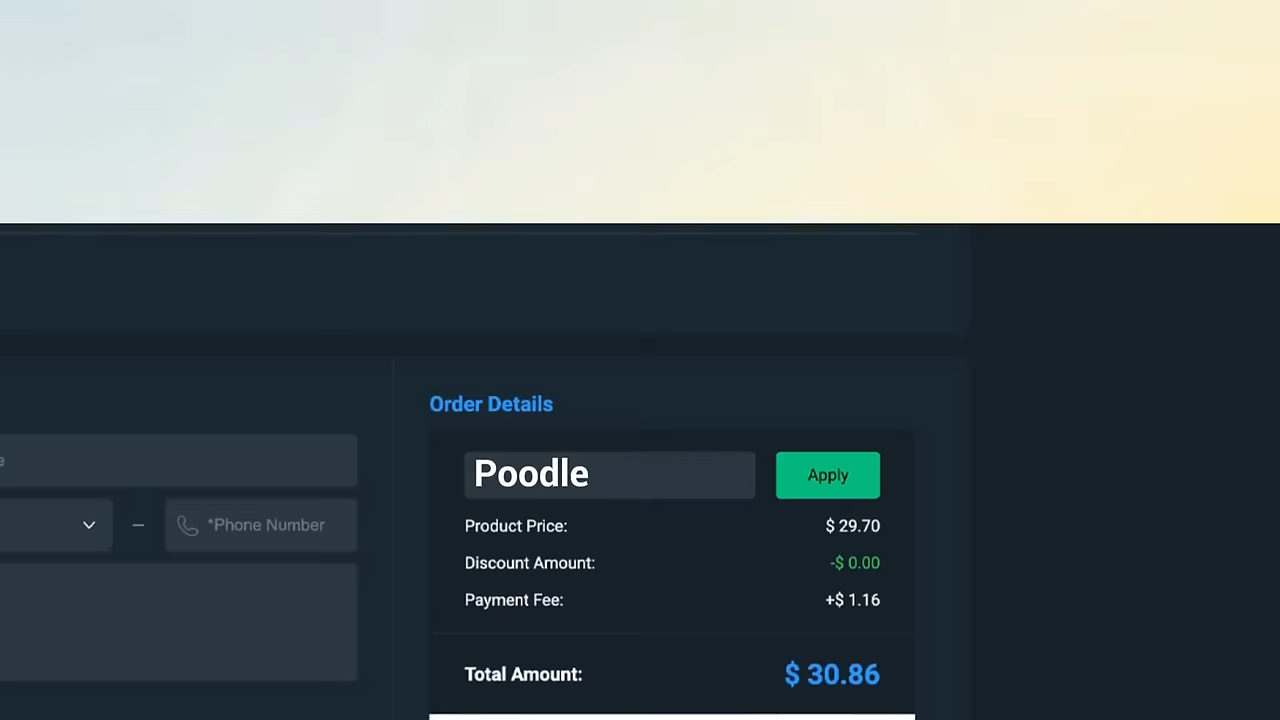 Order Details
Poodle
Apply
e
*Phone Number
Product Price: $ 29.70
Discount Amount: -$ 0.00
Payment Fee: +$ 1.16
Total Amount: $ 30.86